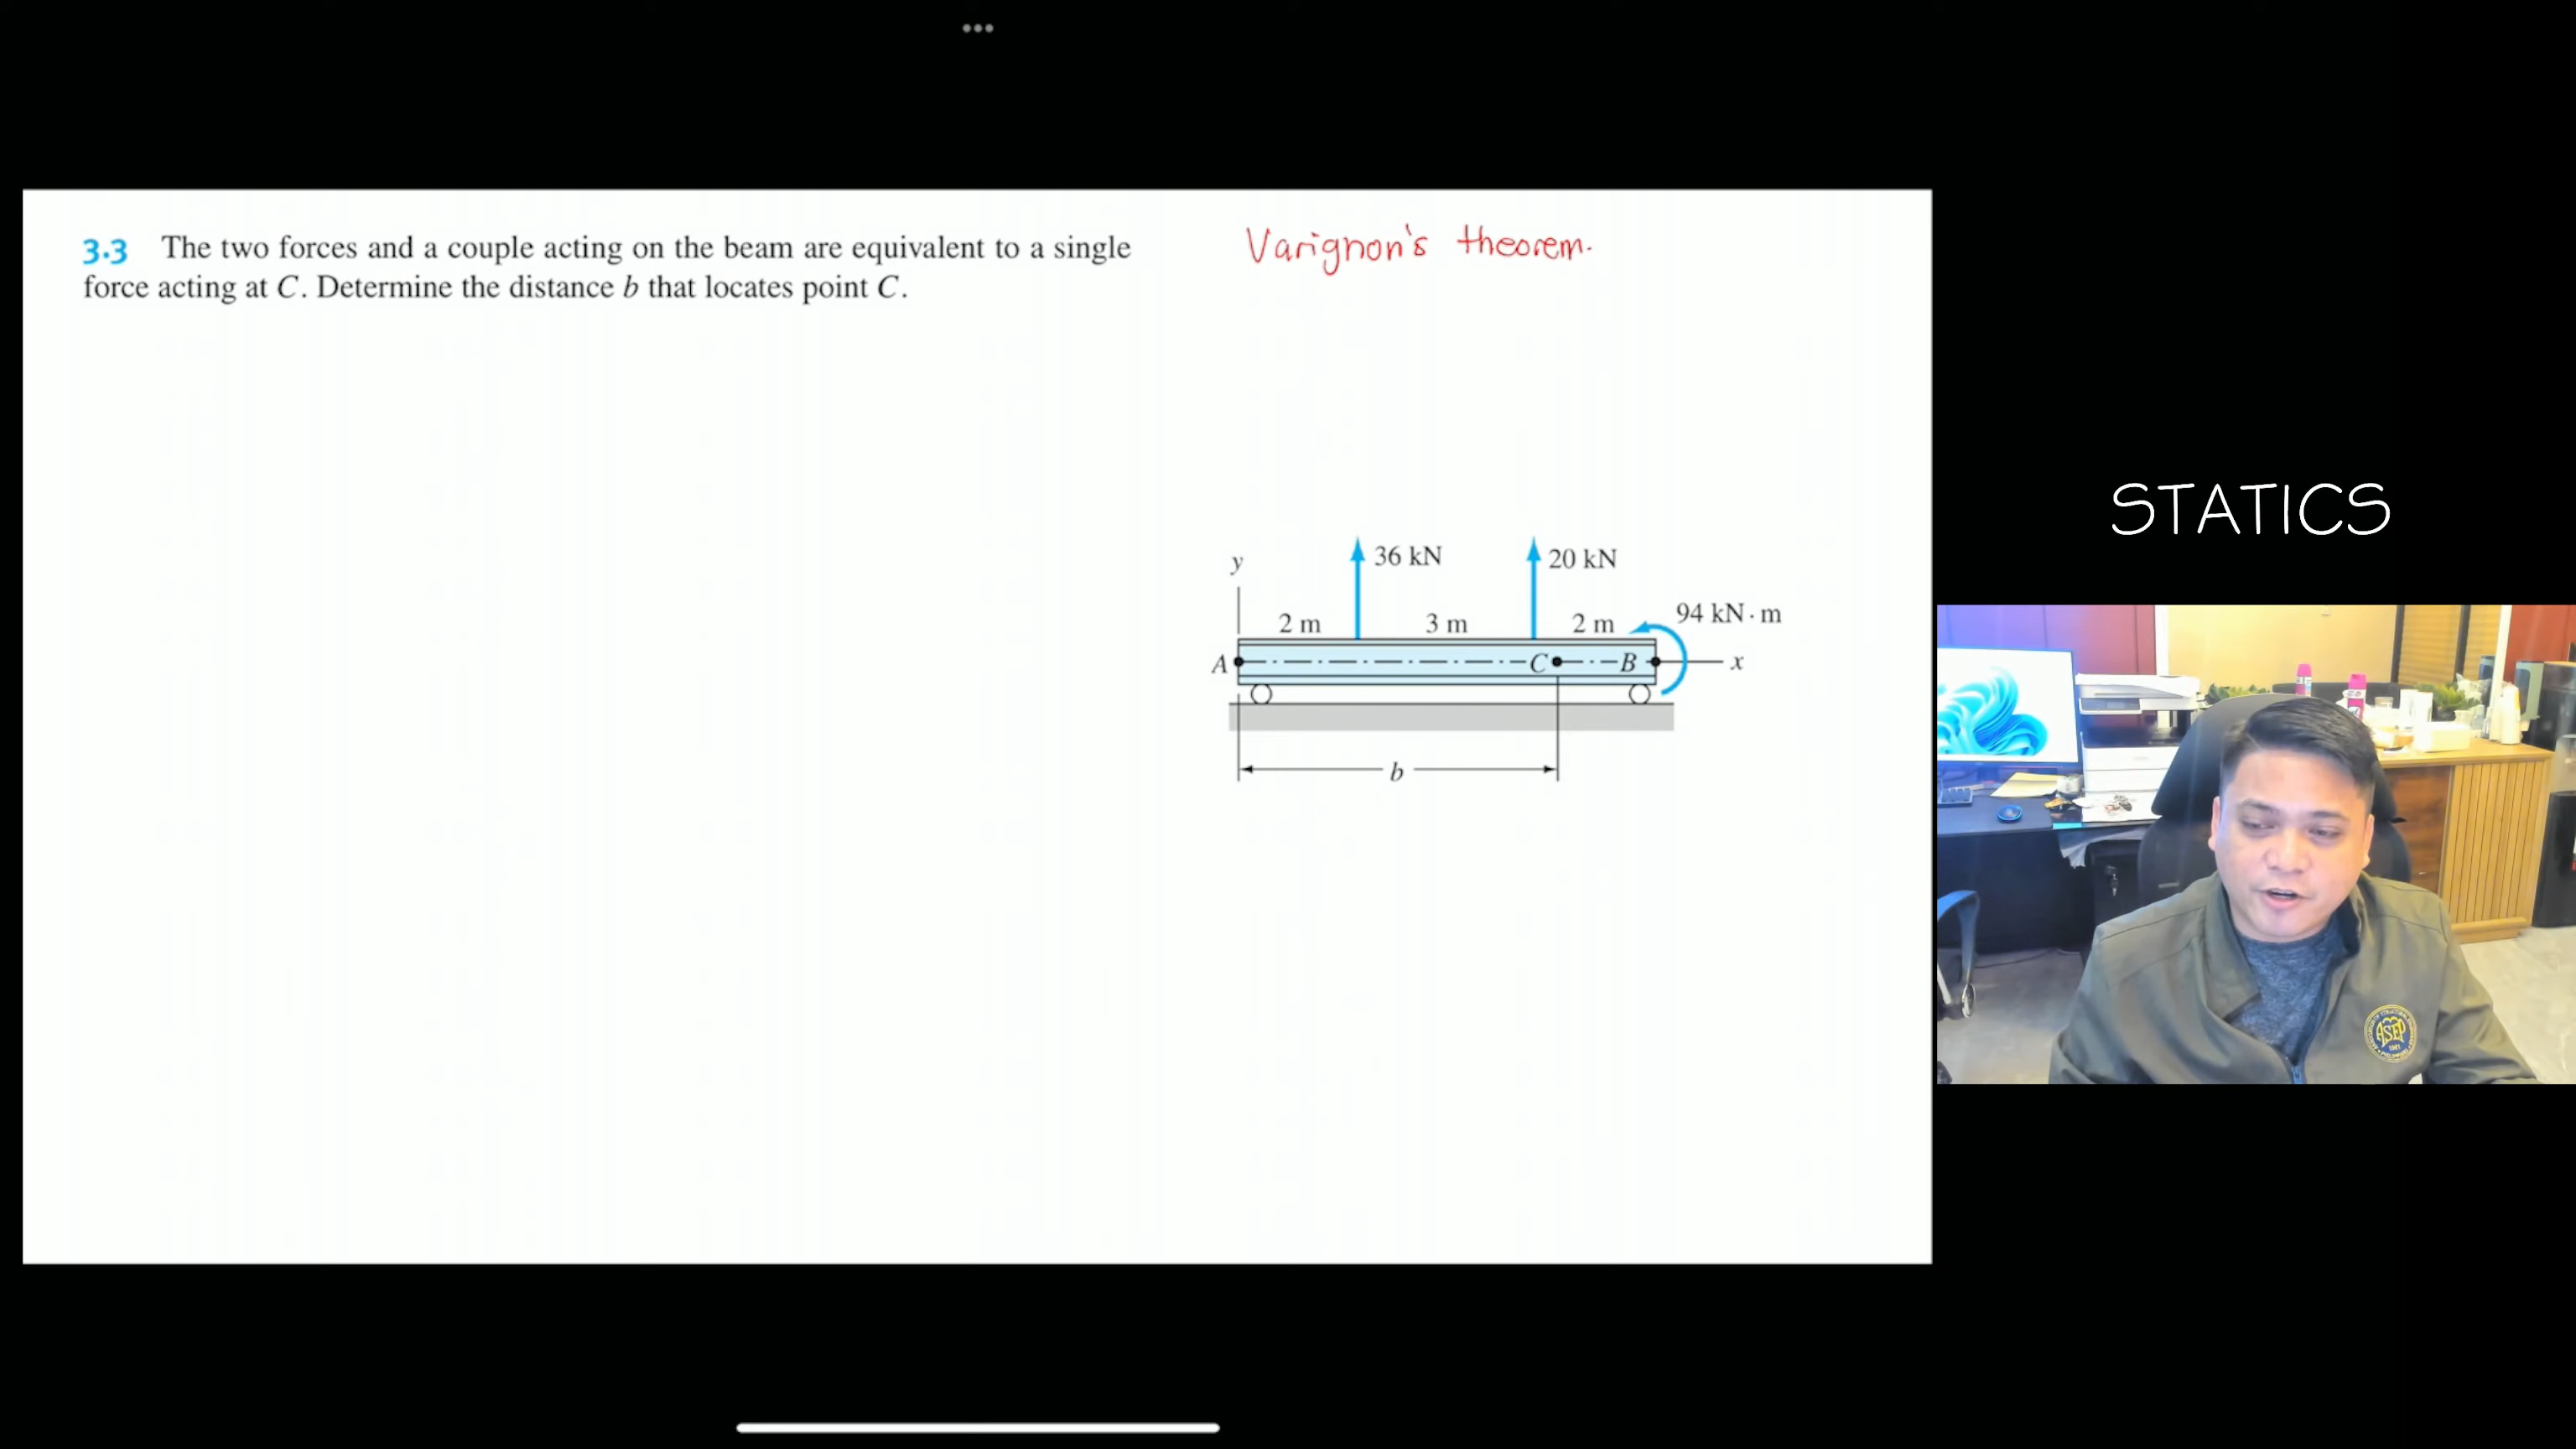 3.3 The two forces and a couple acting on the beam are equivalent to a single
force acting at C. Determine the distance b that locates point C.
Varignon's theorem.
y
36 kN
20 kN
94 kN · m
2 m
3 m
2 m
A
C
B
x
b
STATICS
ASEP